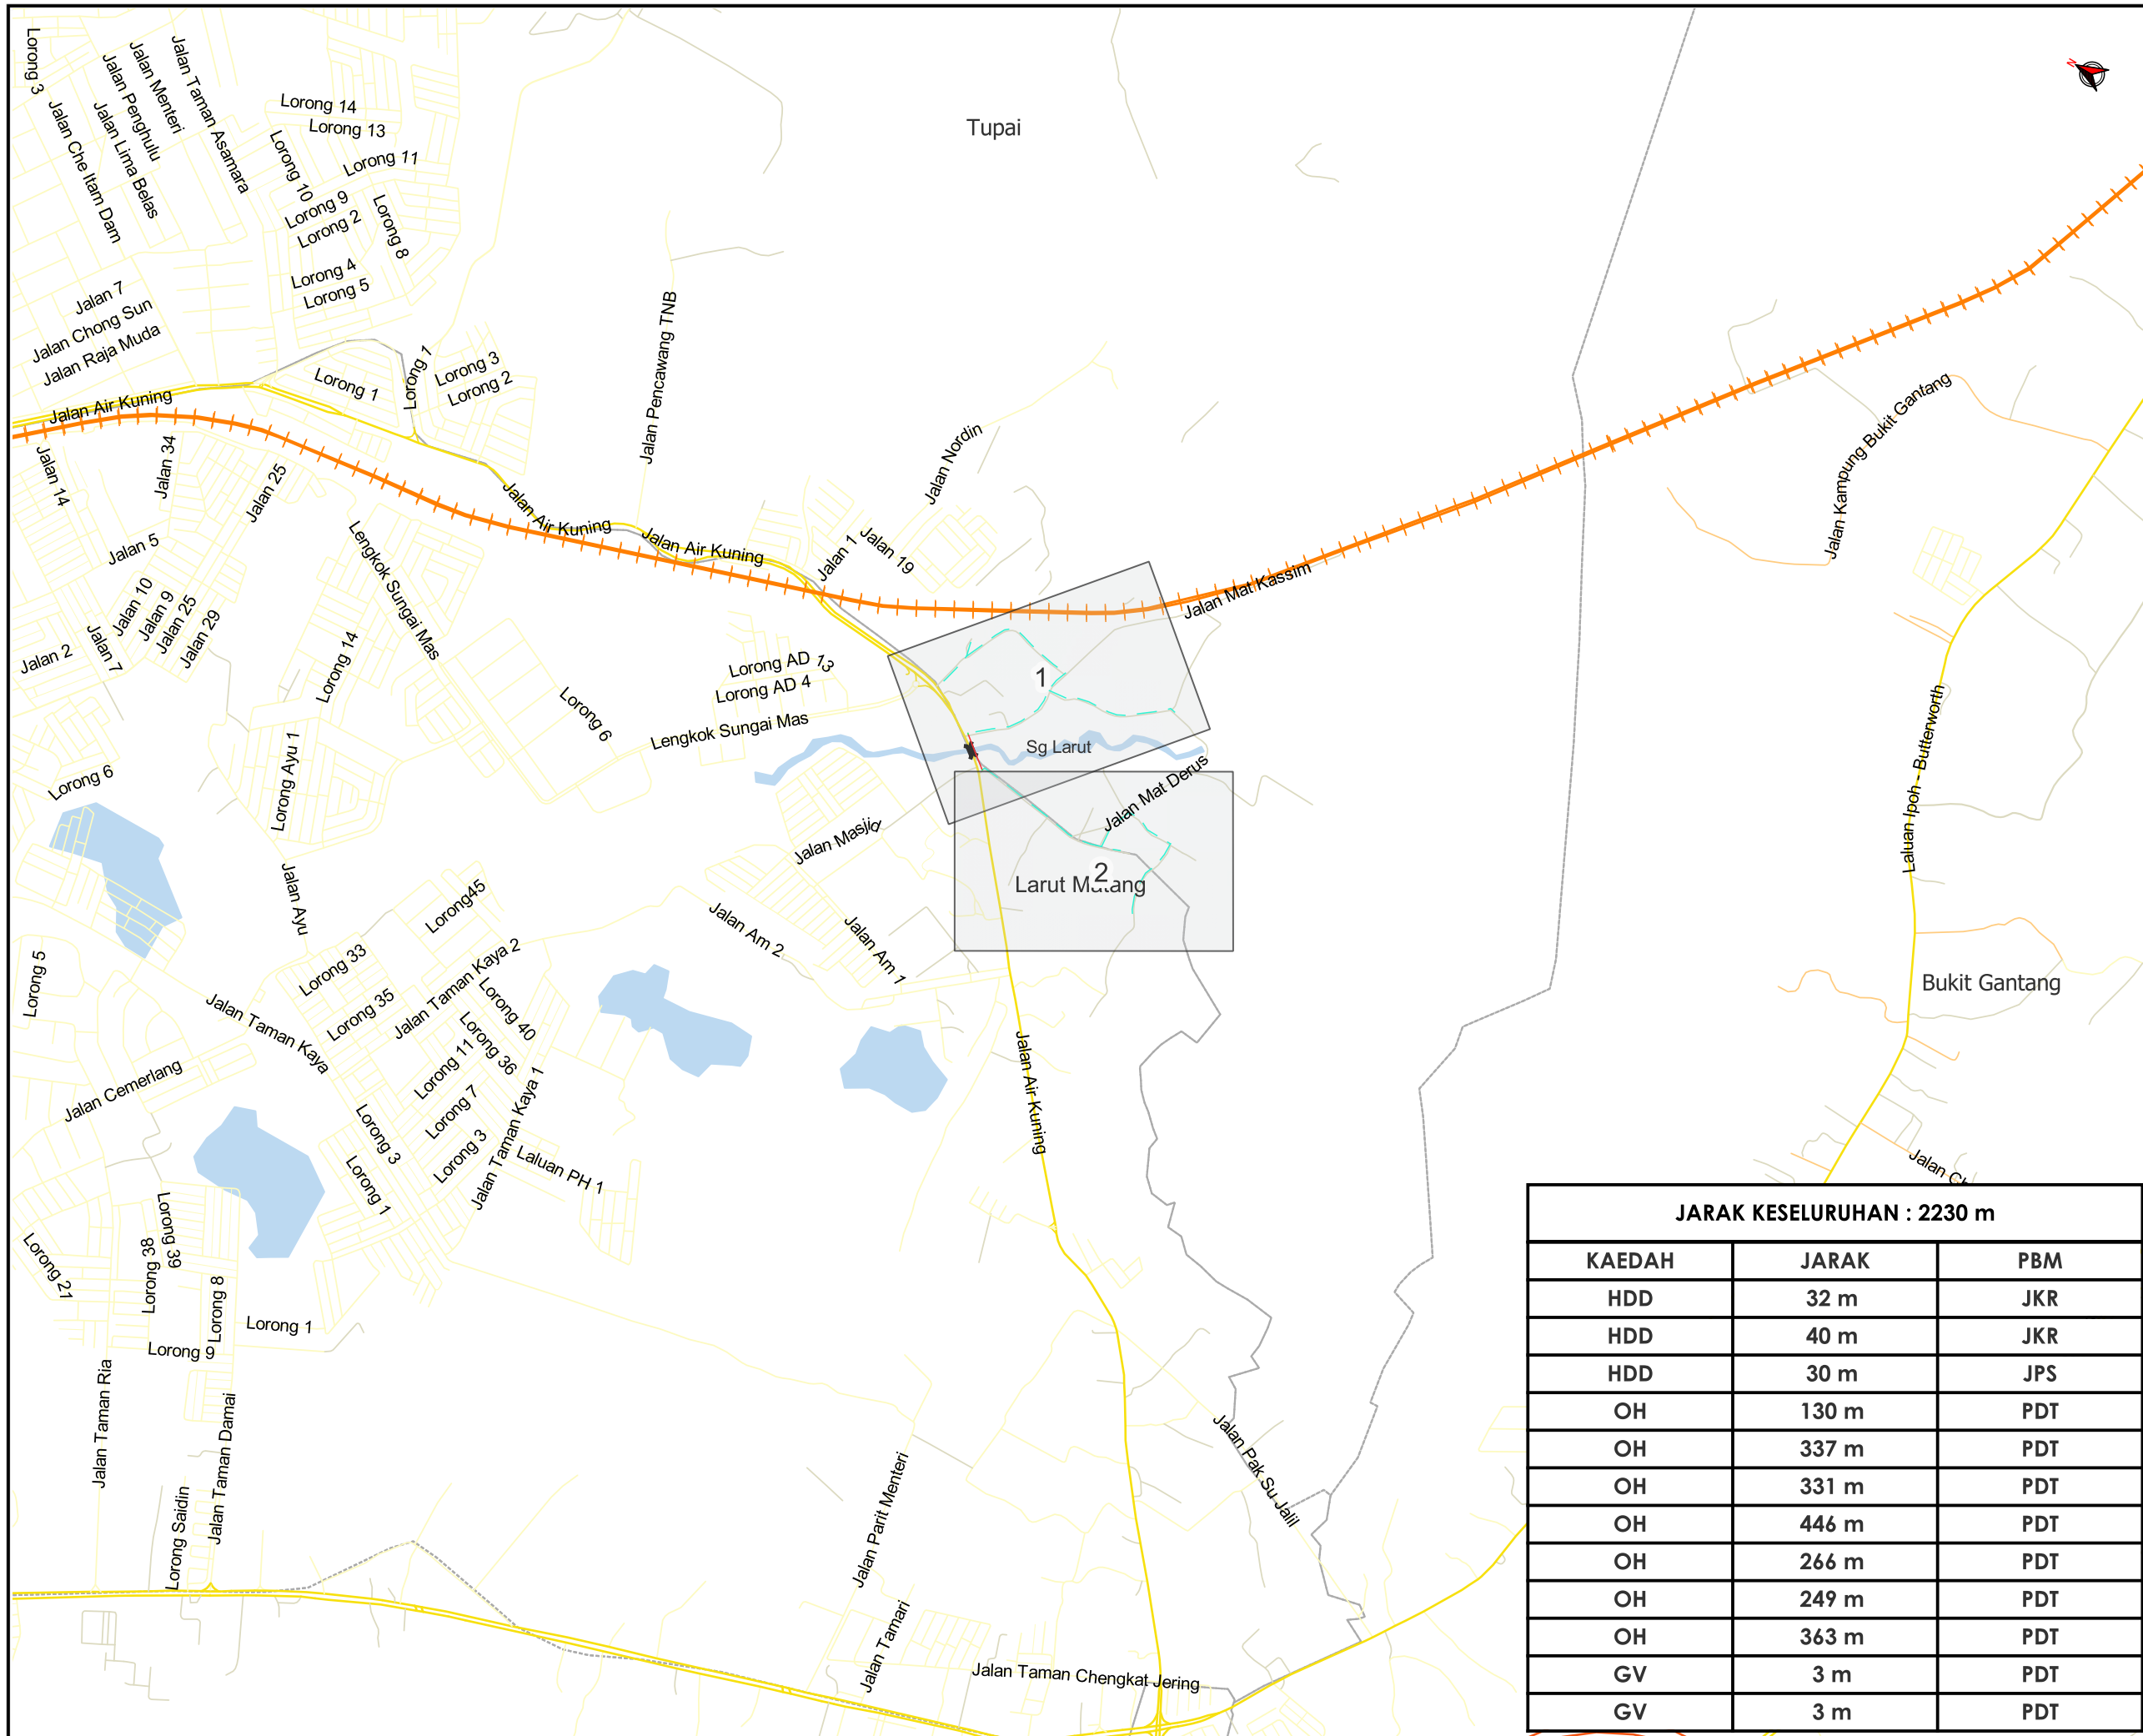 Lorong 3
Jalan Che Itam Dam
Jalan Penghulu
Jalan Lima Belas
Jalan Menteri
Jalan Taman Asamara
Lorong 14
Lorong 13
Lorong 10
Lorong 11
Lorong 9
Lorong 2
Lorong 8
Lorong 4
Lorong 5
Tupai
N
Jalan 7
Jalan Chong Sun
Jalan Raja Muda
Jalan Air Kuning
Lorong 1
Lorong 1
Lorong 3
Lorong 2
Jalan Pencawang TNB
Jalan Nordin
Jalan Kampung Bukit Gantang
Jalan 14
Jalan 34
Jalan 25
Jalan 5
Jalan Air Kuning
Jalan Air Kuning
Jalan 1
Jalan 19
Jalan Mat Kassim
Lengkok Sungai Mas
Jalan 10
Jalan 9
Jalan 25
Jalan 29
Jalan 2
Jalan 7
Lorong 14
Lorong AD 13
Lorong AD 4
Lengkok Sungai Mas
Lorong 6
1
Sg Larut
Lorong 6
Lorong Ayu 1
Jalan Masjid
Jalan Mat Derus
2
Larut Matang
Laluan Ipoh - Butterworth
Jalan Ayu
Lorong45
Jalan Am 2
Jalan Am 1
Lorong 5
Lorong 33
Lorong 35
Jalan Taman Kaya 2
Lorong 40
Lorong 36
Bukit Gantang
Jalan Taman Kaya
Lorong 11
Lorong 7
Lorong 3
Jalan Cemerlang
Jalan Air Kuning
Lorong 3
Lorong 1
Jalan Taman Kaya 1
Laluan PH 1
Lorong 21
Lorong 38
Lorong 39
Lorong 8
Lorong 1
Lorong 9
Jalan Taman Ria
Jalan Taman Damai
Lorong Saidin
Jalan Parit Menteri
Jalan Tamari
Jalan Pak Su Jalil
Jalan Taman Chengkat Jering
Jalan
JARAK KESELURUHAN : 2230 m
KAEDAH JARAK PBM
HDD 32 m JKR
HDD 40 m JKR
HDD 30 m JPS
OH 130 m PDT
OH 337 m PDT
OH 331 m PDT
OH 446 m PDT
OH 266 m PDT
OH 249 m PDT
OH 363 m PDT
GV 3 m PDT
GV 3 m PDT